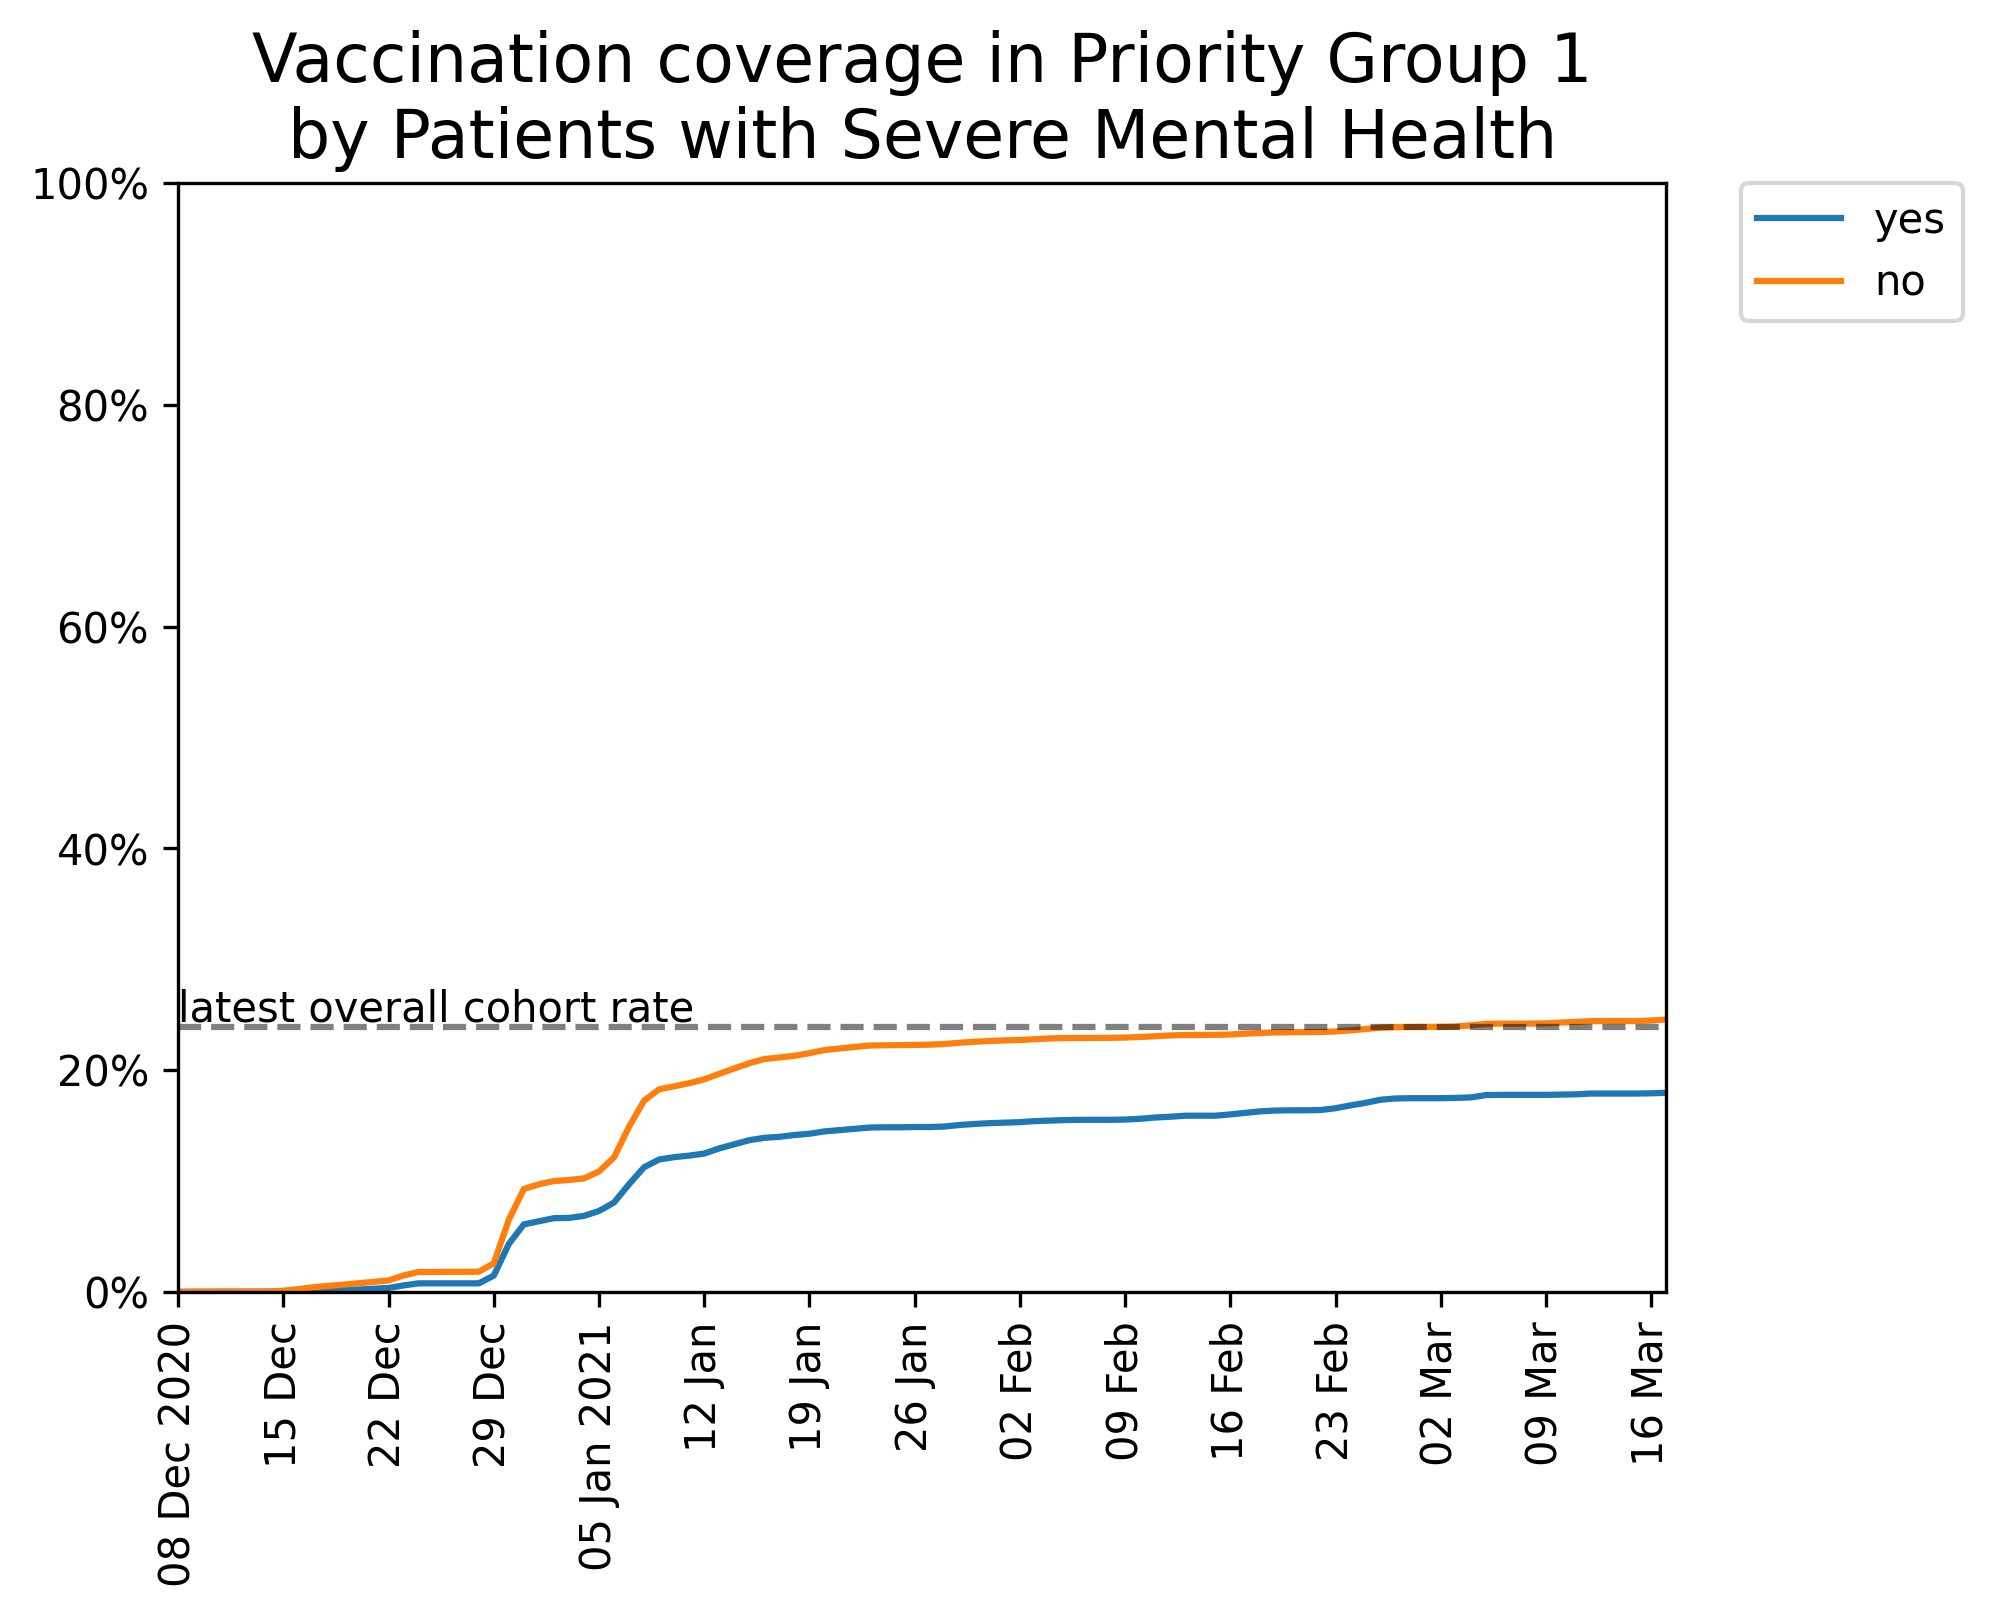 Vaccination coverage in Priority Group 1
by Patients with Severe Mental Health
100%
80%
60%
40%
20%
0%
latest overall cohort rate
yes
no
08 Dec 2020
15 Dec
22 Dec
29 Dec
05 Jan 2021
12 Jan
19 Jan
26 Jan
02 Feb
09 Feb
16 Feb
23 Feb
02 Mar
09 Mar
16 Mar